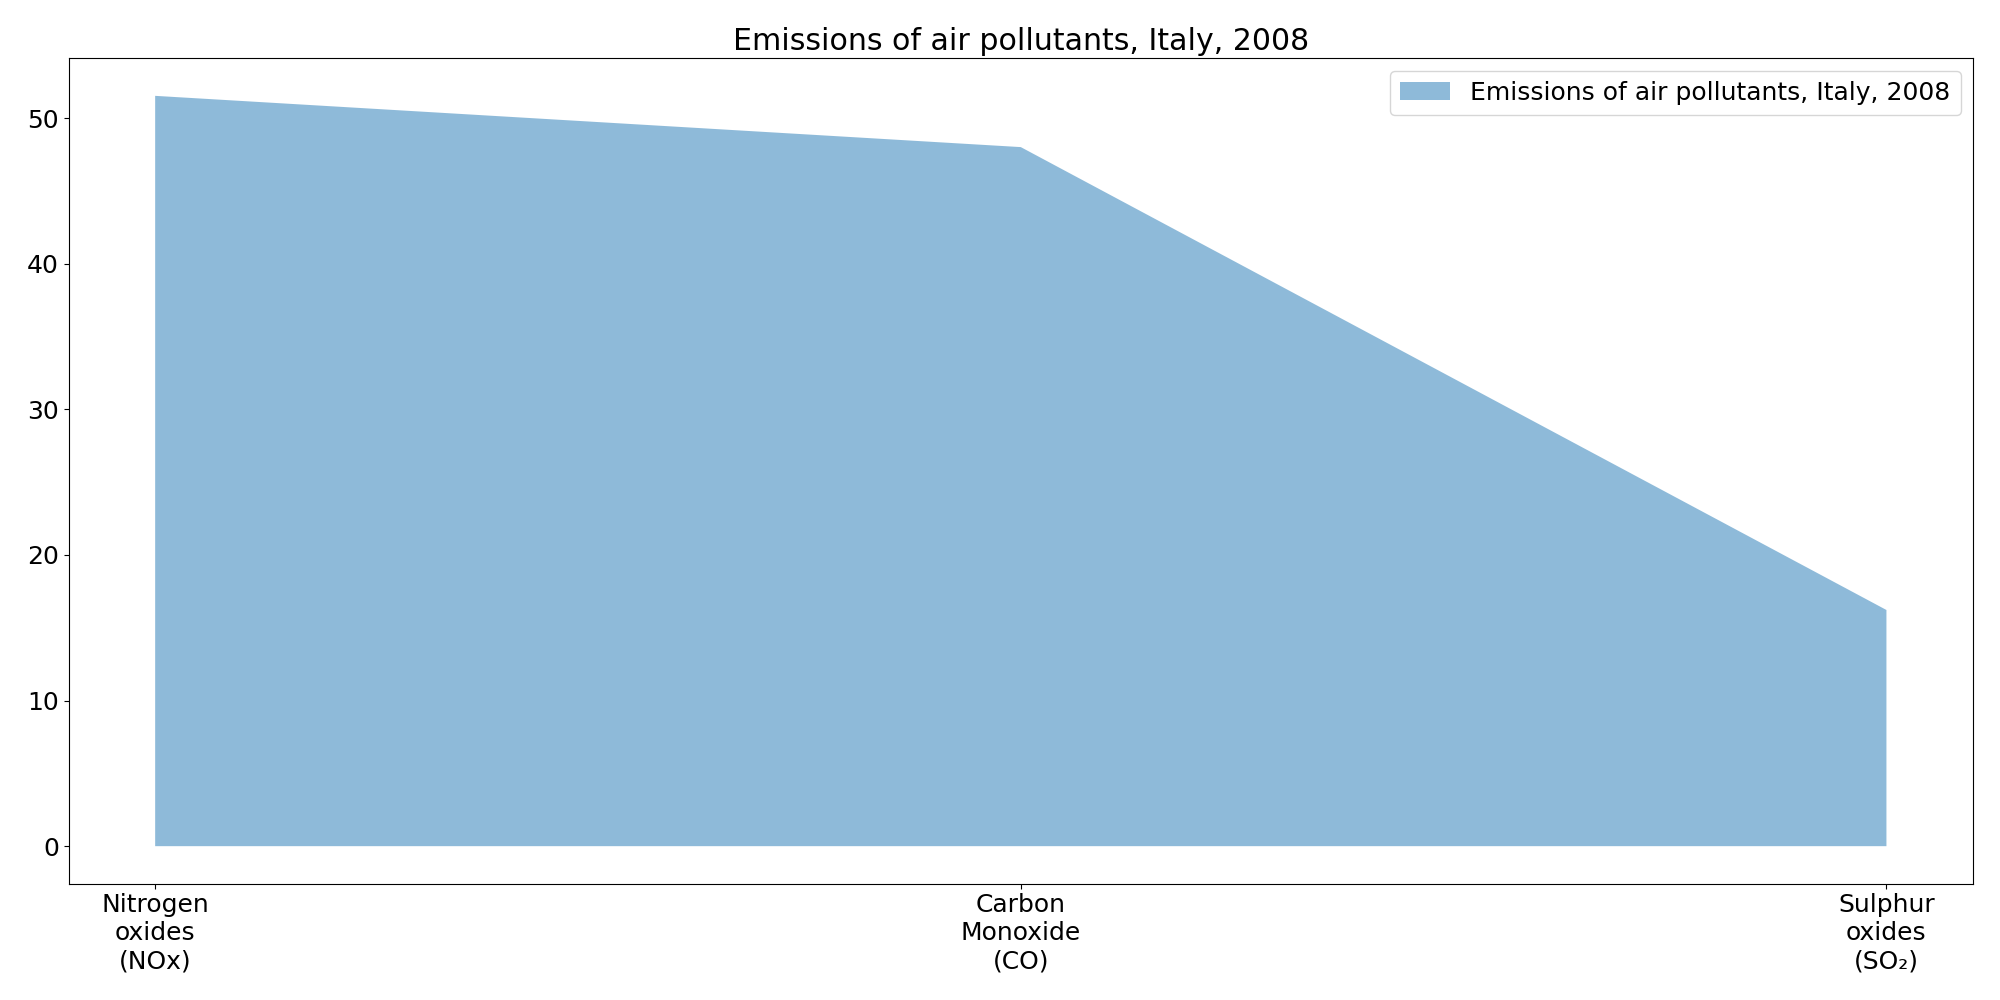 Emissions of air pollutants, Italy, 2008
Emissions of air pollutants, Italy, 2008
50
40
30
20
10
0
Nitrogen
oxides
(NOx)
Carbon
Monoxide
(CO)
Sulphur
oxides
(SO₂)